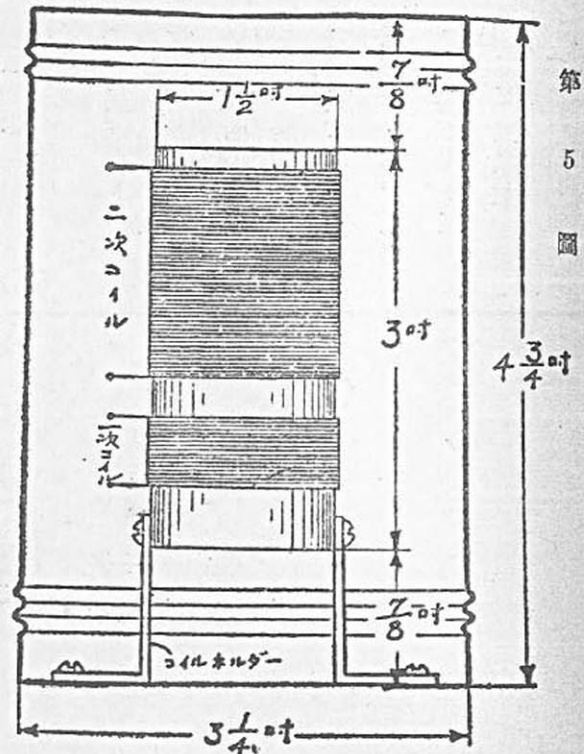 第5圖
7/8吋
1 1/2吋
二次コイル
3吋
4 3/4吋
一次コイル
7/8吋
コイルホルダー
3 1/4吋